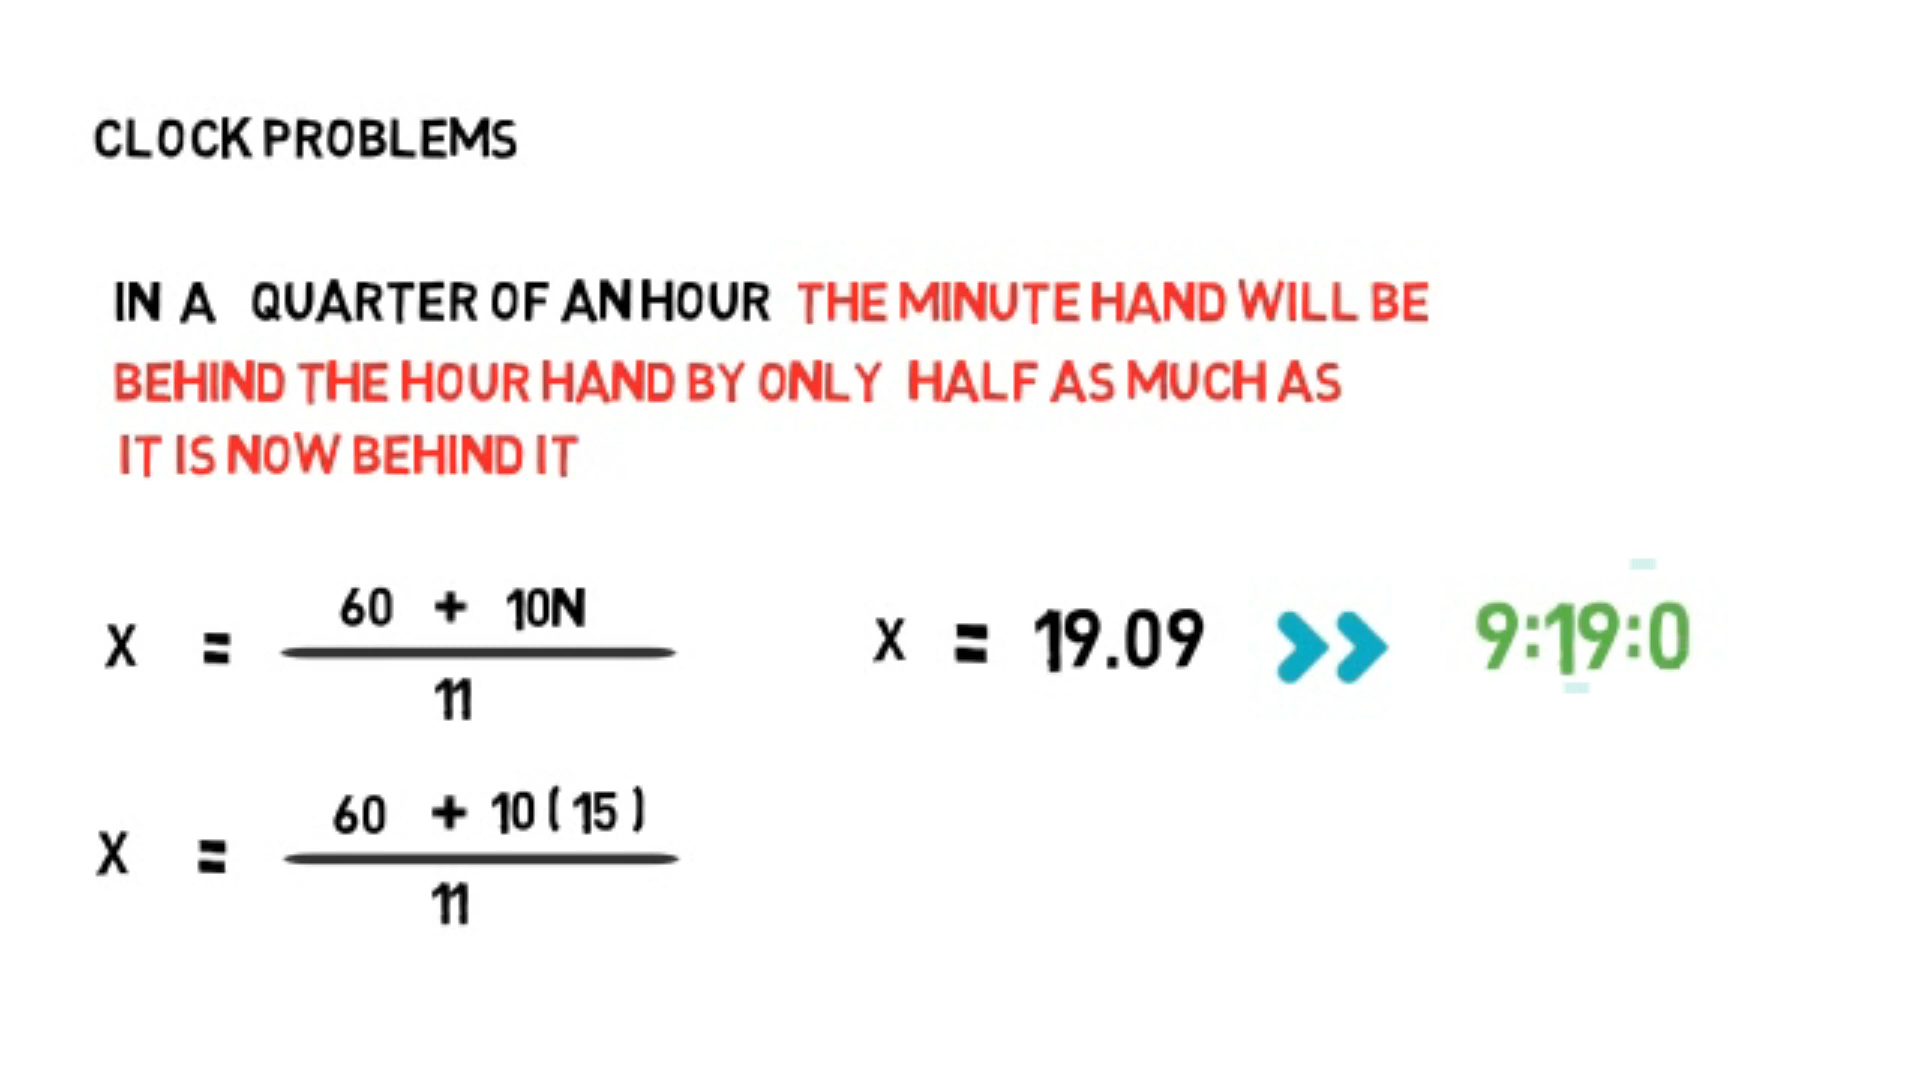 CLOCK PROBLEMS
IN A QUARTER OF AN HOUR THE MINUTE HAND WILL BE
BEHIND THE HOUR HAND BY ONLY HALF AS MUCH AS
IT IS NOW BEHIND IT
60 + 10N
X = X = 19.09 9:19:0
11
60 + 10(15)
X =
11